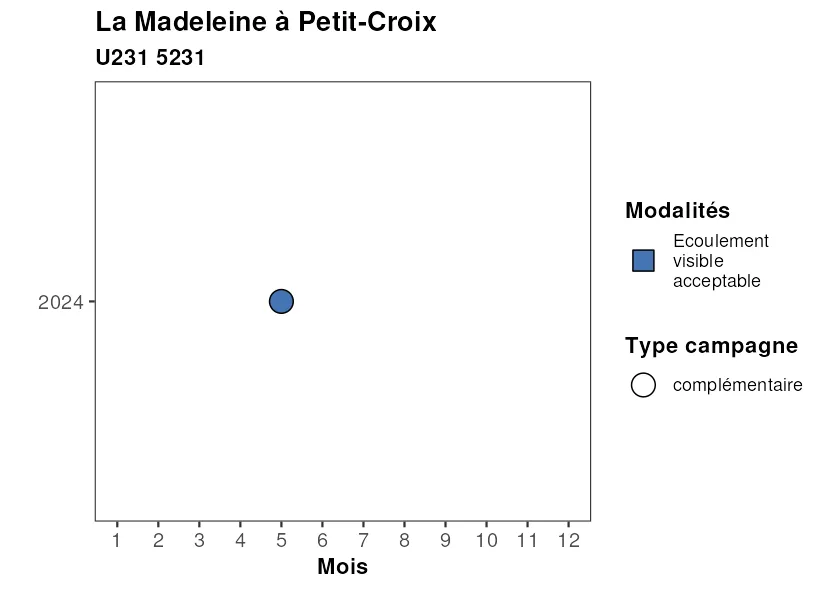 La Madeleine à Petit-Croix
U231 5231
2024
1 2 3 4 5 6 7 8 9 10 11 12
Mois
Modalités
Ecoulement
visible
acceptable
Type campagne
complémentaire